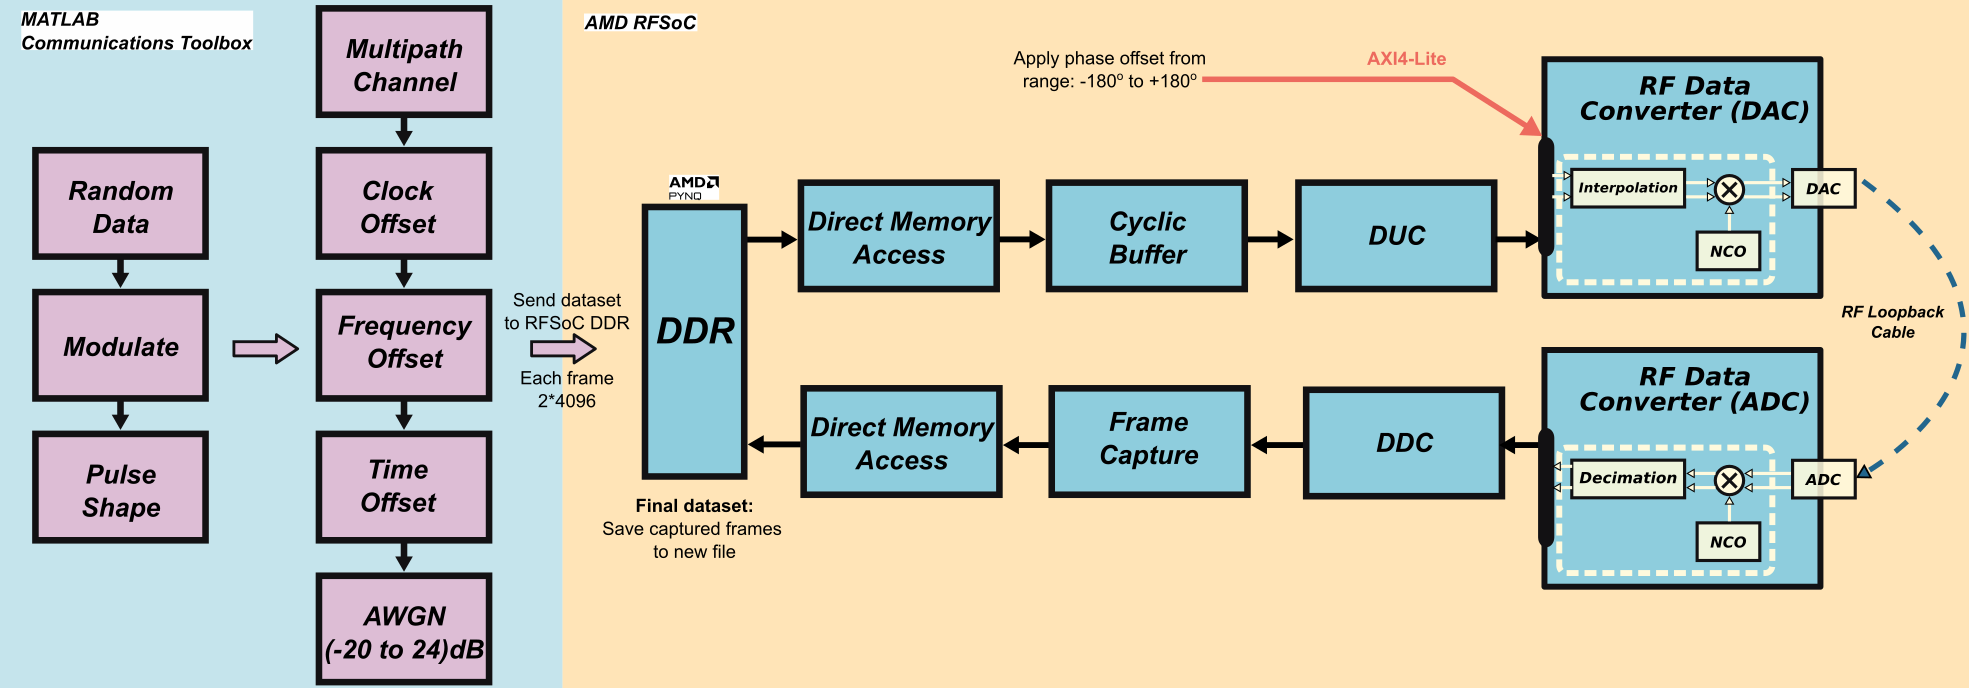 MATLAB
Communications Toolbox
Random
Data
Modulate
Pulse
Shape
Multipath
Channel
Clock
Offset
Frequency
Offset
Time
Offset
AWGN
(-20 to 24)dB
Send dataset
to RFSoC DDR
Each frame
2*4096
AMD RFSoC
AMD
PYNQ
DDR
Final dataset:
Save captured frames
to new file
Direct Memory
Access
Cyclic
Buffer
DUC
Apply phase offset from
range: -180º to +180º
AXI4-Lite
RF Data
Converter (DAC)
Interpolation
NCO
DAC
RF Loopback
Cable
RF Data
Converter (ADC)
Decimation
NCO
ADC
DDC
Frame
Capture
Direct Memory
Access